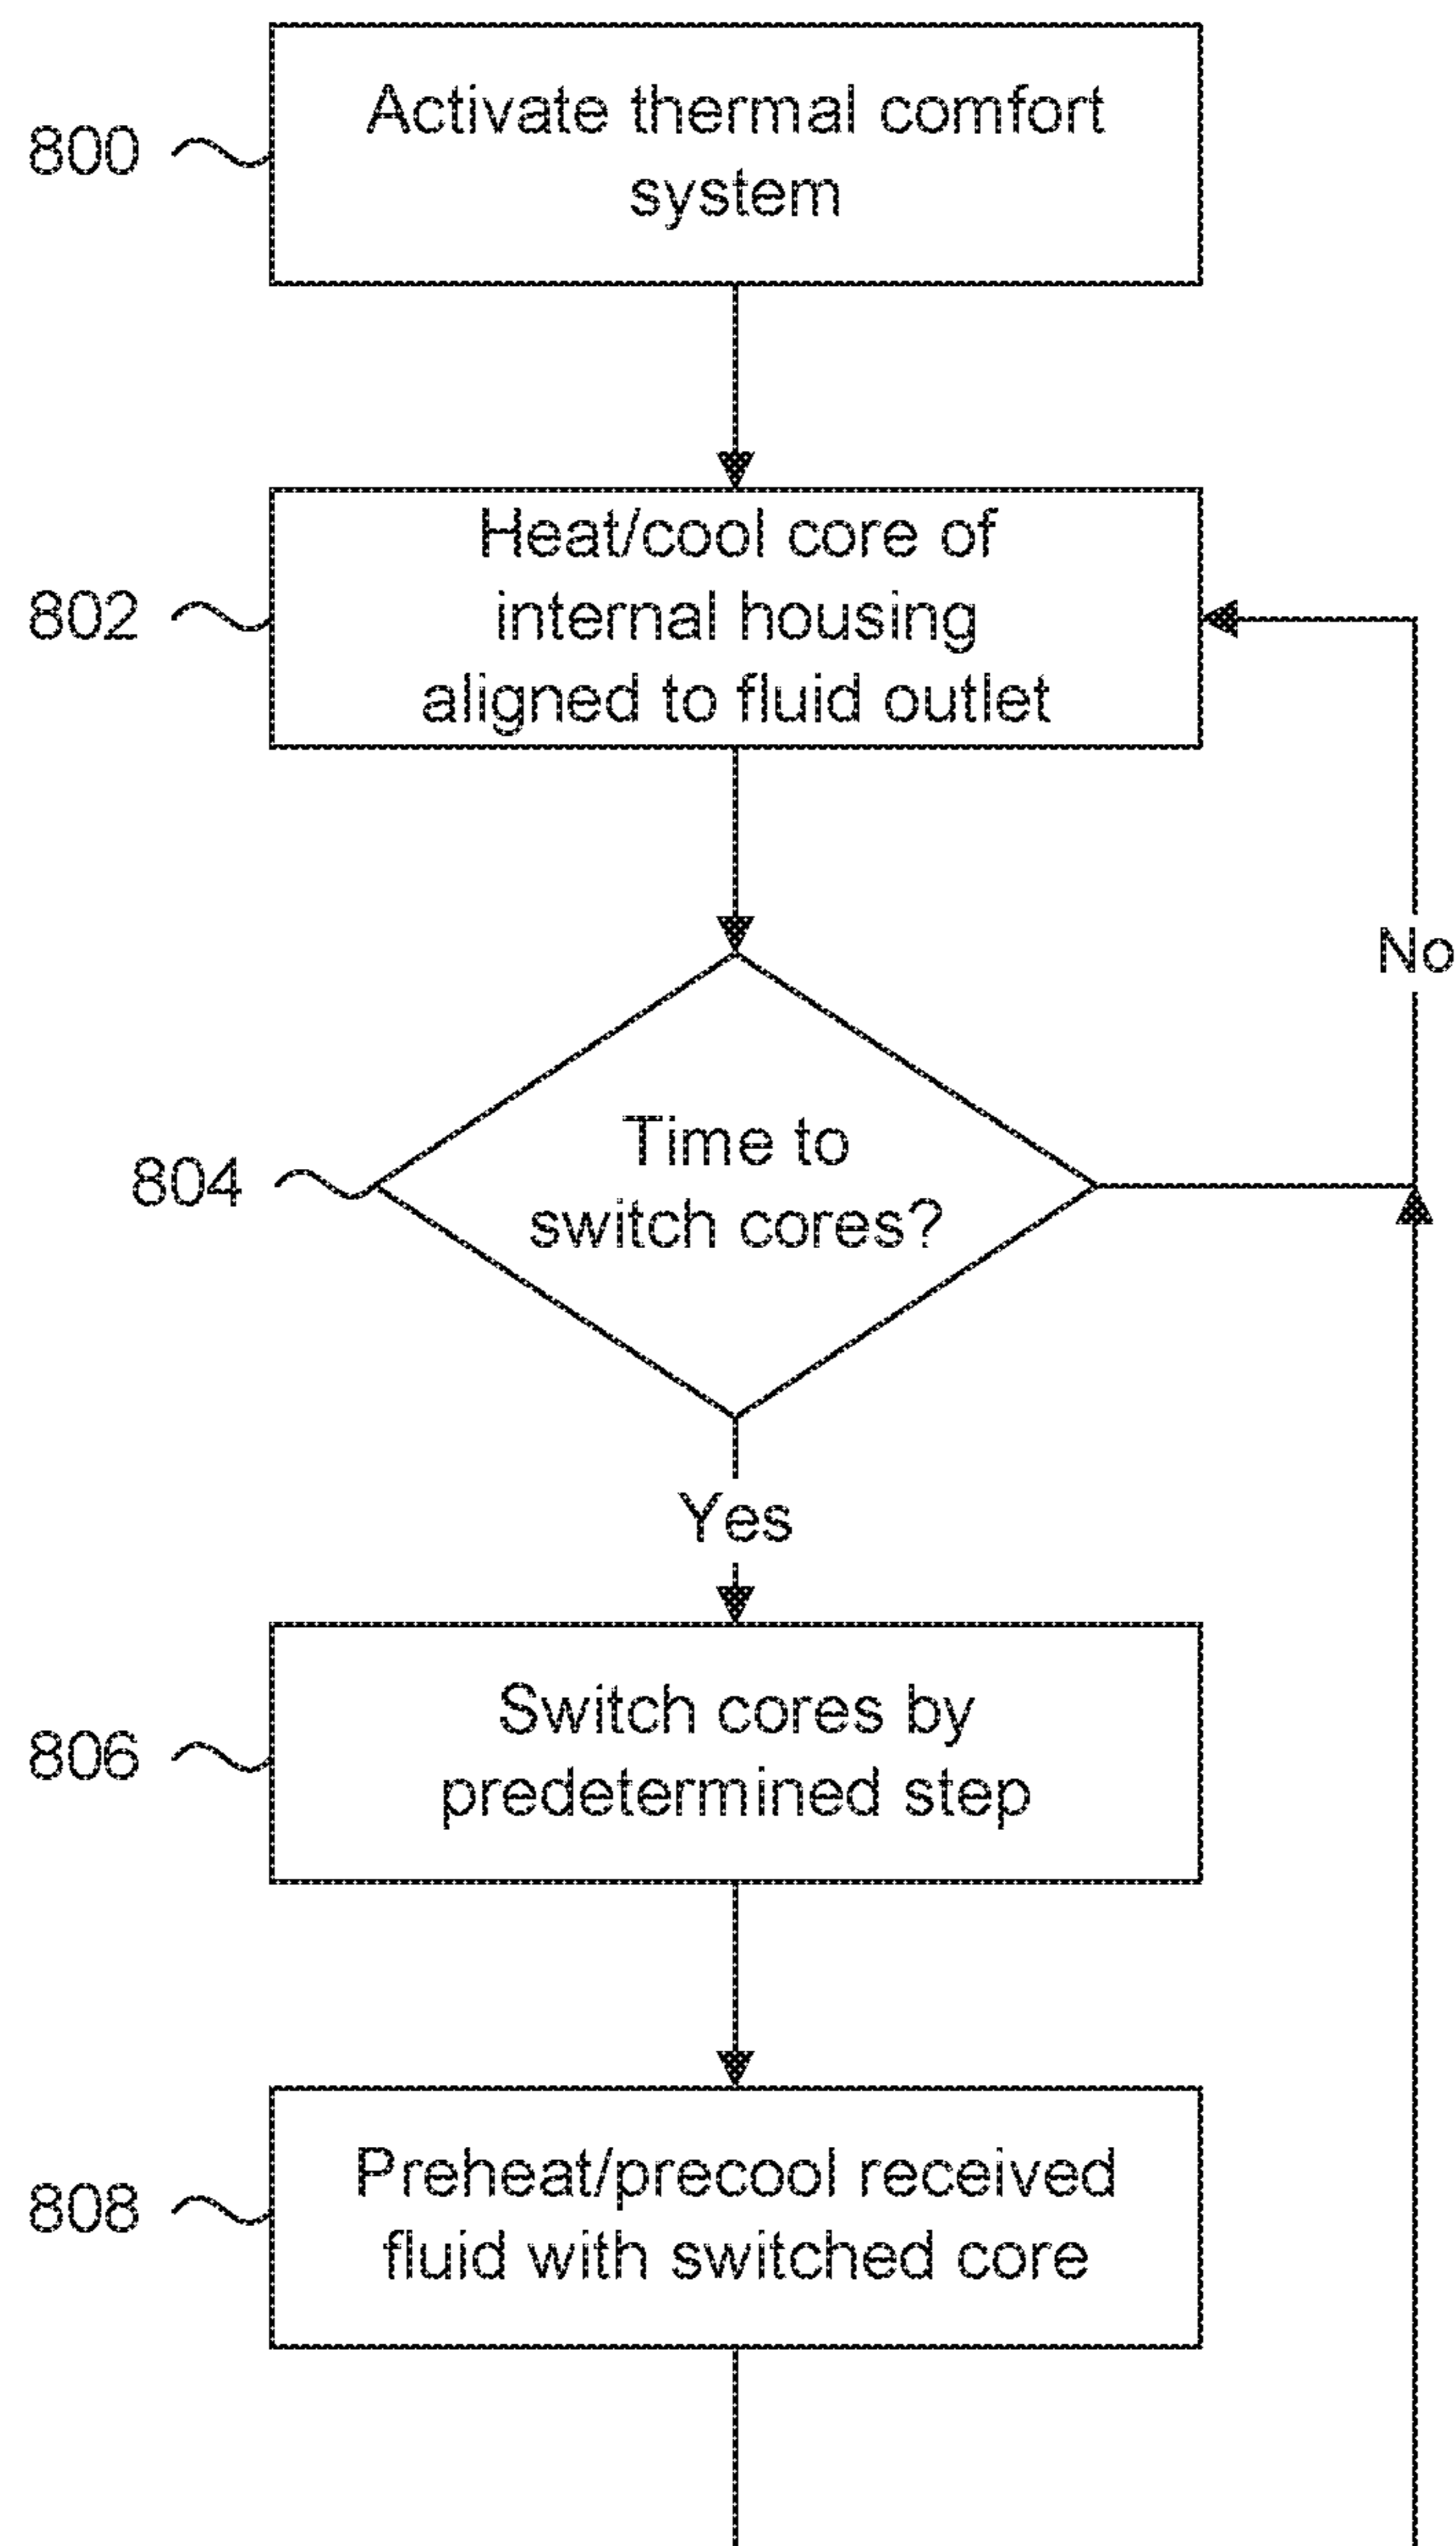 800
Activate thermal comfort
system
802
Heat/cool core of
internal housing
aligned to fluid outlet
No
804
Time to
switch cores?
Yes
806
Switch cores by
predetermined step
808
Preheat/precool received
fluid with switched core